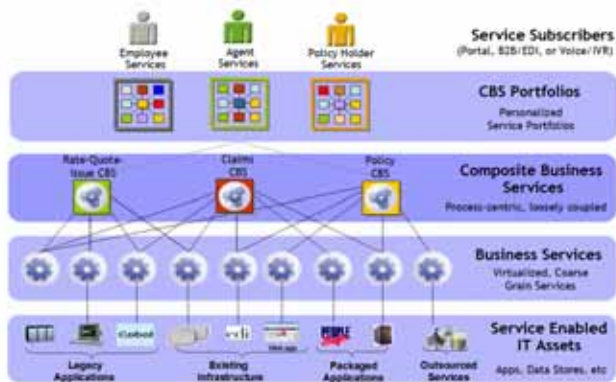 Service Subscribers
(Portal, B2B/EDI, or Voice/IVR)
Employee
Services
Agent
Services
Policy Holder
Services
CBS Portfolios
Personalized
Service Portfolios
Rate-Quote-
Issue CBS
Claims
CBS
Policy
CBS
Composite Business
Services
Process-centric, loosely coupled
Business Services
Virtualized, Coarse
Grain Services
Service Enabled
IT Assets
Apps, Data Stores, etc
PEOPLE
Legacy
Applications
Existing
Infrastructure
Packaged
Applications
Outsourced
Services